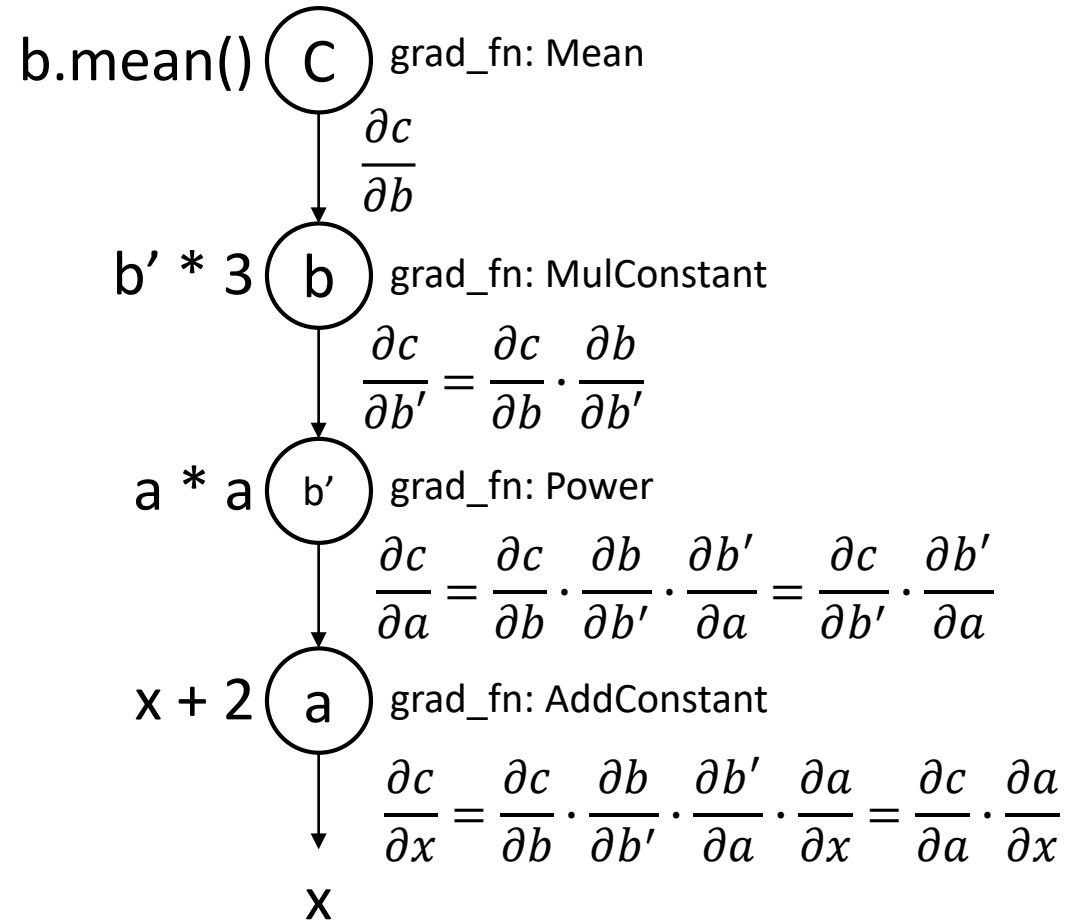 b.mean() C grad_fn: Mean
∂c/∂b
b’ * 3 b grad_fn: MulConstant
∂c/∂b′ = ∂c/∂b · ∂b/∂b′
a * a b’ grad_fn: Power
∂c/∂a = ∂c/∂b · ∂b/∂b′ · ∂b′/∂a = ∂c/∂b′ · ∂b′/∂a
x + 2 a grad_fn: AddConstant
∂c/∂x = ∂c/∂b · ∂b/∂b′ · ∂b′/∂a · ∂a/∂x = ∂c/∂a · ∂a/∂x
x